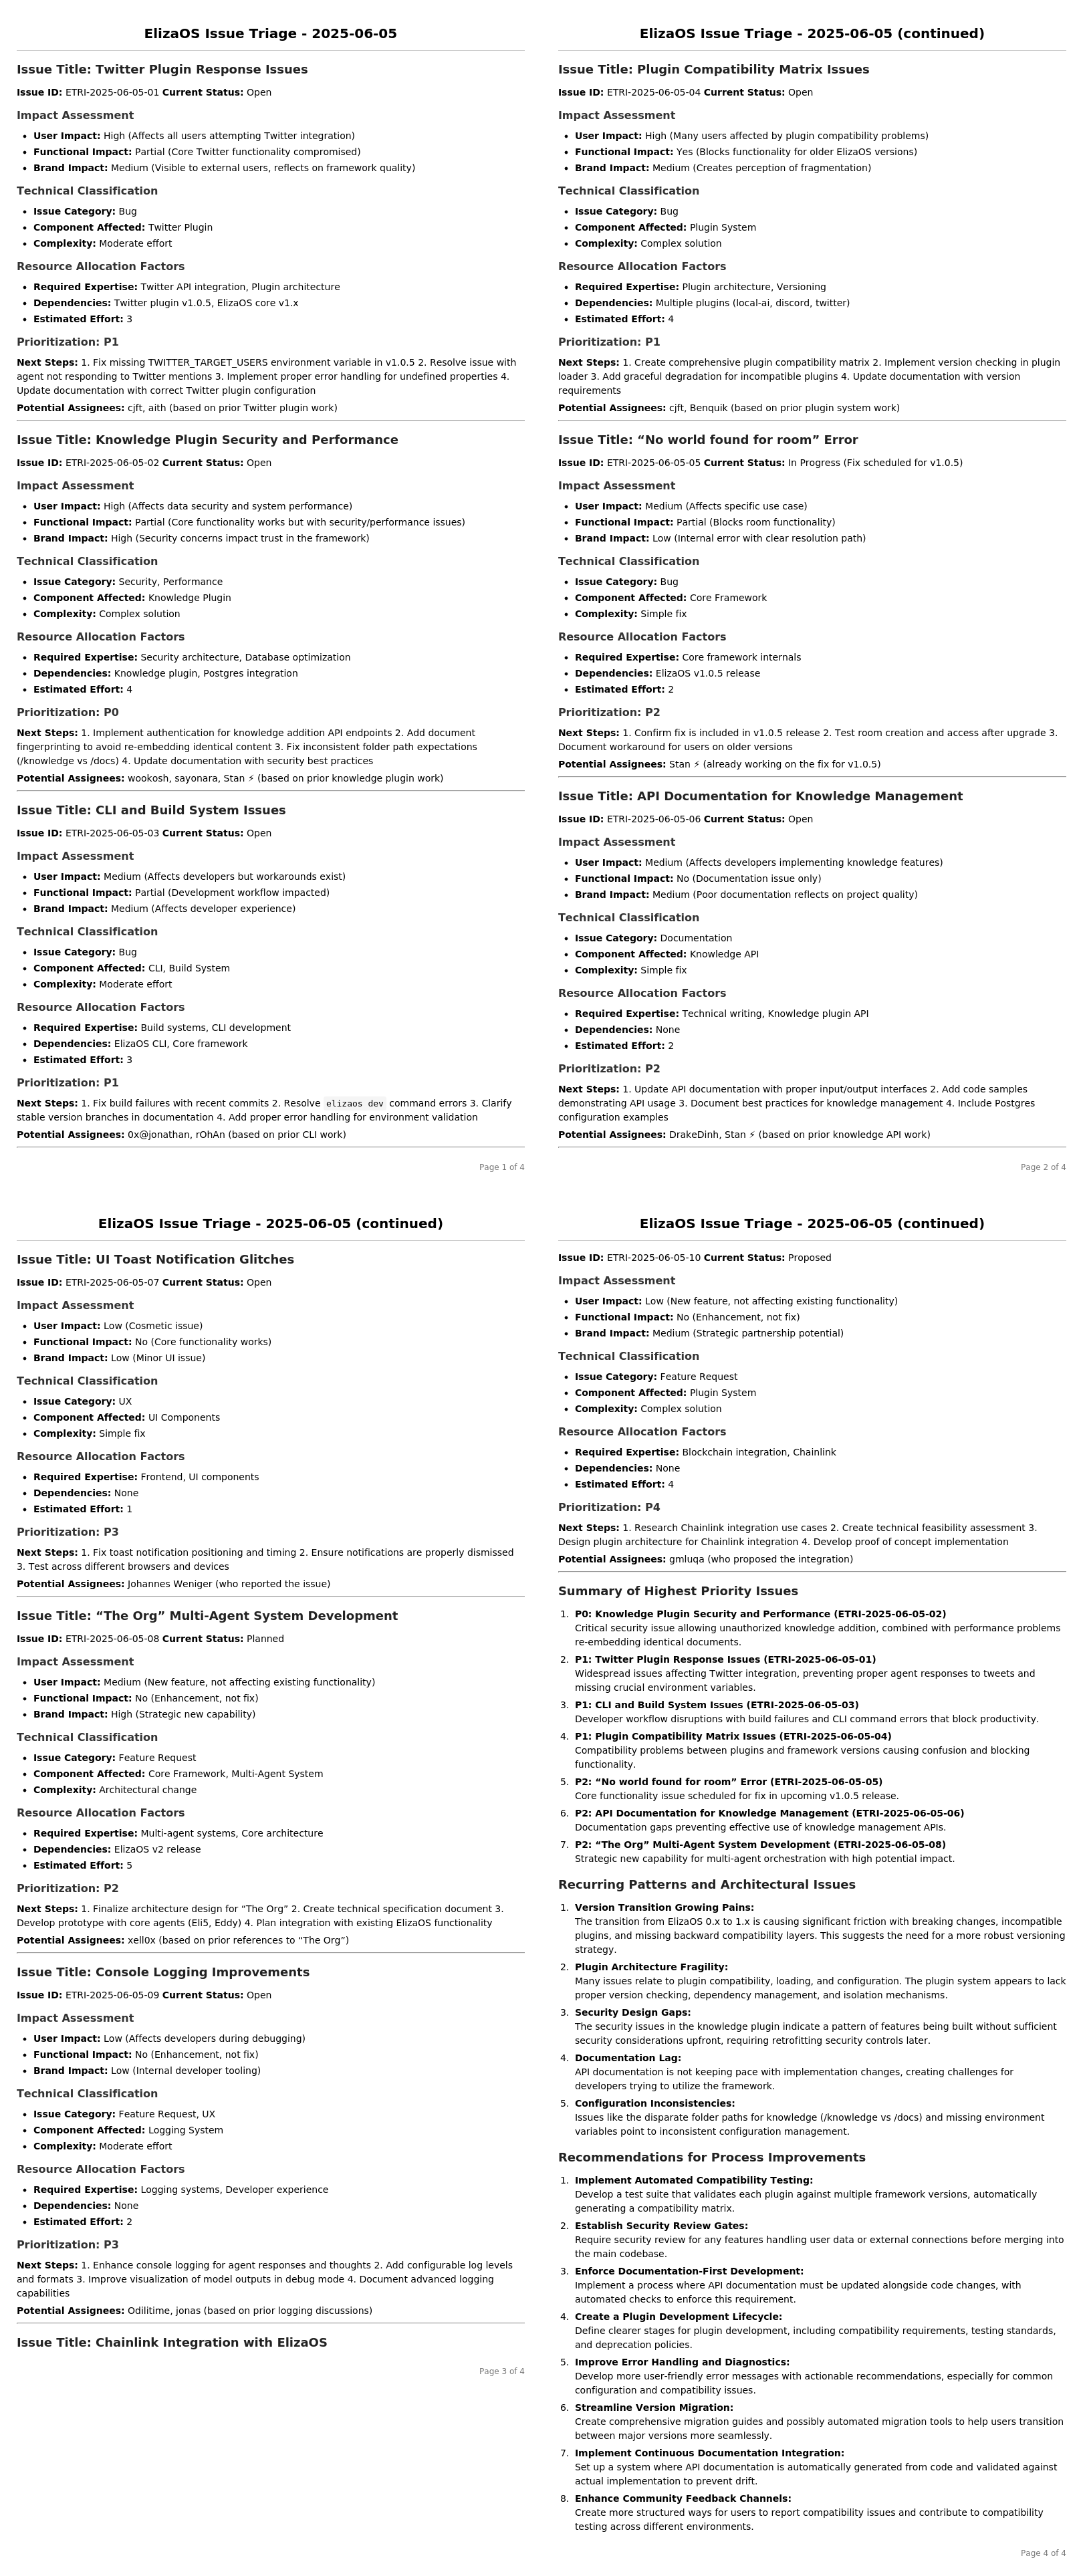 ElizaOS Issue Triage - 2025-06-05
Issue Title: Twitter Plugin Response Issues
Issue ID: ETRI-2025-06-05-01 Current Status: Open
Impact Assessment
• User Impact: High (Affects all users attempting Twitter integration)
• Functional Impact: Partial (Core Twitter functionality compromised)
• Brand Impact: Medium (Visible to external users, reflects on framework quality)
Technical Classification
• Issue Category: Bug
• Component Affected: Twitter Plugin
• Complexity: Moderate effort
Resource Allocation Factors
• Required Expertise: Twitter API integration, Plugin architecture
• Dependencies: Twitter plugin v1.0.5, ElizaOS core v1.x
• Estimated Effort: 3
Prioritization: P1
Next Steps: 1. Fix missing TWITTER_TARGET_USERS environment variable in v1.0.5 2. Resolve issue with
agent not responding to Twitter mentions 3. Implement proper error handling for undefined properties 4.
Update documentation with correct Twitter plugin configuration
Potential Assignees: cjft, aith (based on prior Twitter plugin work)
Issue Title: Knowledge Plugin Security and Performance
Issue ID: ETRI-2025-06-05-02 Current Status: Open
Impact Assessment
• User Impact: High (Affects data security and system performance)
• Functional Impact: Partial (Core functionality works but with security/performance issues)
• Brand Impact: High (Security concerns impact trust in the framework)
Technical Classification
• Issue Category: Security, Performance
• Component Affected: Knowledge Plugin
• Complexity: Complex solution
Resource Allocation Factors
• Required Expertise: Security architecture, Database optimization
• Dependencies: Knowledge plugin, Postgres integration
• Estimated Effort: 4
Prioritization: P0
Next Steps: 1. Implement authentication for knowledge addition API endpoints 2. Add document
fingerprinting to avoid re-embedding identical content 3. Fix inconsistent folder path expectations
(/knowledge vs /docs) 4. Update documentation with security best practices
Potential Assignees: wookosh, sayonara, Stan ⚡ (based on prior knowledge plugin work)
Issue Title: CLI and Build System Issues
Issue ID: ETRI-2025-06-05-03 Current Status: Open
Impact Assessment
• User Impact: Medium (Affects developers but workarounds exist)
• Functional Impact: Partial (Development workflow impacted)
• Brand Impact: Medium (Affects developer experience)
Technical Classification
• Issue Category: Bug
• Component Affected: CLI, Build System
• Complexity: Moderate effort
Resource Allocation Factors
• Required Expertise: Build systems, CLI development
• Dependencies: ElizaOS CLI, Core framework
• Estimated Effort: 3
Prioritization: P1
Next Steps: 1. Fix build failures with recent commits 2. Resolve elizaos dev command errors 3. Clarify
stable version branches in documentation 4. Add proper error handling for environment validation
Potential Assignees: 0x@jonathan, rOhAn (based on prior CLI work)
Page 1 of 4
ElizaOS Issue Triage - 2025-06-05 (continued)
Issue Title: Plugin Compatibility Matrix Issues
Issue ID: ETRI-2025-06-05-04 Current Status: Open
Impact Assessment
• User Impact: High (Many users affected by plugin compatibility problems)
• Functional Impact: Yes (Blocks functionality for older ElizaOS versions)
• Brand Impact: Medium (Creates perception of fragmentation)
Technical Classification
• Issue Category: Bug
• Component Affected: Plugin System
• Complexity: Complex solution
Resource Allocation Factors
• Required Expertise: Plugin architecture, Versioning
• Dependencies: Multiple plugins (local-ai, discord, twitter)
• Estimated Effort: 4
Prioritization: P1
Next Steps: 1. Create comprehensive plugin compatibility matrix 2. Implement version checking in plugin
loader 3. Add graceful degradation for incompatible plugins 4. Update documentation with version
requirements
Potential Assignees: cjft, Benquik (based on prior plugin system work)
Issue Title: “No world found for room” Error
Issue ID: ETRI-2025-06-05-05 Current Status: In Progress (Fix scheduled for v1.0.5)
Impact Assessment
• User Impact: Medium (Affects specific use case)
• Functional Impact: Partial (Blocks room functionality)
• Brand Impact: Low (Internal error with clear resolution path)
Technical Classification
• Issue Category: Bug
• Component Affected: Core Framework
• Complexity: Simple fix
Resource Allocation Factors
• Required Expertise: Core framework internals
• Dependencies: ElizaOS v1.0.5 release
• Estimated Effort: 2
Prioritization: P2
Next Steps: 1. Confirm fix is included in v1.0.5 release 2. Test room creation and access after upgrade 3.
Document workaround for users on older versions
Potential Assignees: Stan ⚡ (already working on the fix for v1.0.5)
Issue Title: API Documentation for Knowledge Management
Issue ID: ETRI-2025-06-05-06 Current Status: Open
Impact Assessment
• User Impact: Medium (Affects developers implementing knowledge features)
• Functional Impact: No (Documentation issue only)
• Brand Impact: Medium (Poor documentation reflects on project quality)
Technical Classification
• Issue Category: Documentation
• Component Affected: Knowledge API
• Complexity: Simple fix
Resource Allocation Factors
• Required Expertise: Technical writing, Knowledge plugin API
• Dependencies: None
• Estimated Effort: 2
Prioritization: P2
Next Steps: 1. Update API documentation with proper input/output interfaces 2. Add code samples
demonstrating API usage 3. Document best practices for knowledge management 4. Include Postgres
configuration examples
Potential Assignees: DrakeDinh, Stan ⚡ (based on prior knowledge API work)
Page 2 of 4
ElizaOS Issue Triage - 2025-06-05 (continued)
Issue Title: UI Toast Notification Glitches
Issue ID: ETRI-2025-06-05-07 Current Status: Open
Impact Assessment
• User Impact: Low (Cosmetic issue)
• Functional Impact: No (Core functionality works)
• Brand Impact: Low (Minor UI issue)
Technical Classification
• Issue Category: UX
• Component Affected: UI Components
• Complexity: Simple fix
Resource Allocation Factors
• Required Expertise: Frontend, UI components
• Dependencies: None
• Estimated Effort: 1
Prioritization: P3
Next Steps: 1. Fix toast notification positioning and timing 2. Ensure notifications are properly dismissed
3. Test across different browsers and devices
Potential Assignees: Johannes Weniger (who reported the issue)
Issue Title: “The Org” Multi-Agent System Development
Issue ID: ETRI-2025-06-05-08 Current Status: Planned
Impact Assessment
• User Impact: Medium (New feature, not affecting existing functionality)
• Functional Impact: No (Enhancement, not fix)
• Brand Impact: High (Strategic new capability)
Technical Classification
• Issue Category: Feature Request
• Component Affected: Core Framework, Multi-Agent System
• Complexity: Architectural change
Resource Allocation Factors
• Required Expertise: Multi-agent systems, Core architecture
• Dependencies: ElizaOS v2 release
• Estimated Effort: 5
Prioritization: P2
Next Steps: 1. Finalize architecture design for “The Org” 2. Create technical specification document 3.
Develop prototype with core agents (Eli5, Eddy) 4. Plan integration with existing ElizaOS functionality
Potential Assignees: xell0x (based on prior references to “The Org”)
Issue Title: Console Logging Improvements
Issue ID: ETRI-2025-06-05-09 Current Status: Open
Impact Assessment
• User Impact: Low (Affects developers during debugging)
• Functional Impact: No (Enhancement, not fix)
• Brand Impact: Low (Internal developer tooling)
Technical Classification
• Issue Category: Feature Request, UX
• Component Affected: Logging System
• Complexity: Moderate effort
Resource Allocation Factors
• Required Expertise: Logging systems, Developer experience
• Dependencies: None
• Estimated Effort: 2
Prioritization: P3
Next Steps: 1. Enhance console logging for agent responses and thoughts 2. Add configurable log levels
and formats 3. Improve visualization of model outputs in debug mode 4. Document advanced logging
capabilities
Potential Assignees: Odilitime, jonas (based on prior logging discussions)
Issue Title: Chainlink Integration with ElizaOS
Page 3 of 4
ElizaOS Issue Triage - 2025-06-05 (continued)
Issue ID: ETRI-2025-06-05-10 Current Status: Proposed
Impact Assessment
• User Impact: Low (New feature, not affecting existing functionality)
• Functional Impact: No (Enhancement, not fix)
• Brand Impact: Medium (Strategic partnership potential)
Technical Classification
• Issue Category: Feature Request
• Component Affected: Plugin System
• Complexity: Complex solution
Resource Allocation Factors
• Required Expertise: Blockchain integration, Chainlink
• Dependencies: None
• Estimated Effort: 4
Prioritization: P4
Next Steps: 1. Research Chainlink integration use cases 2. Create technical feasibility assessment 3.
Design plugin architecture for Chainlink integration 4. Develop proof of concept implementation
Potential Assignees: gmluqa (who proposed the integration)
Summary of Highest Priority Issues
1. P0: Knowledge Plugin Security and Performance (ETRI-2025-06-05-02)
Critical security issue allowing unauthorized knowledge addition, combined with performance problems
re-embedding identical documents.
2. P1: Twitter Plugin Response Issues (ETRI-2025-06-05-01)
Widespread issues affecting Twitter integration, preventing proper agent responses to tweets and
missing crucial environment variables.
3. P1: CLI and Build System Issues (ETRI-2025-06-05-03)
Developer workflow disruptions with build failures and CLI command errors that block productivity.
4. P1: Plugin Compatibility Matrix Issues (ETRI-2025-06-05-04)
Compatibility problems between plugins and framework versions causing confusion and blocking
functionality.
5. P2: “No world found for room” Error (ETRI-2025-06-05-05)
Core functionality issue scheduled for fix in upcoming v1.0.5 release.
6. P2: API Documentation for Knowledge Management (ETRI-2025-06-05-06)
Documentation gaps preventing effective use of knowledge management APIs.
7. P2: “The Org” Multi-Agent System Development (ETRI-2025-06-05-08)
Strategic new capability for multi-agent orchestration with high potential impact.
Recurring Patterns and Architectural Issues
1. Version Transition Growing Pains:
The transition from ElizaOS 0.x to 1.x is causing significant friction with breaking changes, incompatible
plugins, and missing backward compatibility layers. This suggests the need for a more robust versioning
strategy.
2. Plugin Architecture Fragility:
Many issues relate to plugin compatibility, loading, and configuration. The plugin system appears to lack
proper version checking, dependency management, and isolation mechanisms.
3. Security Design Gaps:
The security issues in the knowledge plugin indicate a pattern of features being built without sufficient
security considerations upfront, requiring retrofitting security controls later.
4. Documentation Lag:
API documentation is not keeping pace with implementation changes, creating challenges for
developers trying to utilize the framework.
5. Configuration Inconsistencies:
Issues like the disparate folder paths for knowledge (/knowledge vs /docs) and missing environment
variables point to inconsistent configuration management.
Recommendations for Process Improvements
1. Implement Automated Compatibility Testing:
Develop a test suite that validates each plugin against multiple framework versions, automatically
generating a compatibility matrix.
2. Establish Security Review Gates:
Require security review for any features handling user data or external connections before merging into
the main codebase.
3. Enforce Documentation-First Development:
Implement a process where API documentation must be updated alongside code changes, with
automated checks to enforce this requirement.
4. Create a Plugin Development Lifecycle:
Define clearer stages for plugin development, including compatibility requirements, testing standards,
and deprecation policies.
5. Improve Error Handling and Diagnostics:
Develop more user-friendly error messages with actionable recommendations, especially for common
configuration and compatibility issues.
6. Streamline Version Migration:
Create comprehensive migration guides and possibly automated migration tools to help users transition
between major versions more seamlessly.
7. Implement Continuous Documentation Integration:
Set up a system where API documentation is automatically generated from code and validated against
actual implementation to prevent drift.
8. Enhance Community Feedback Channels:
Create more structured ways for users to report compatibility issues and contribute to compatibility
testing across different environments.
Page 4 of 4